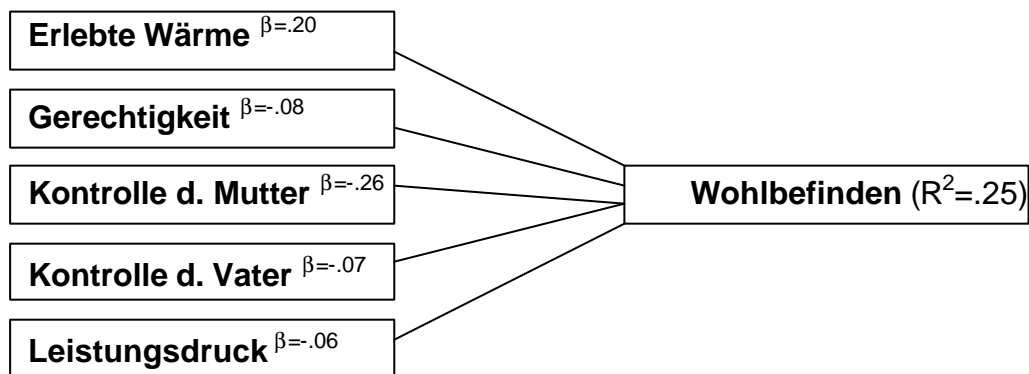 Erlebte Wärme β=.20
Gerechtigkeit β=-.08
Kontrolle d. Mutter β=-.26
Wohlbefinden (R²=.25)
Kontrolle d. Vater β=-.07
Leistungsdruck β=-.06